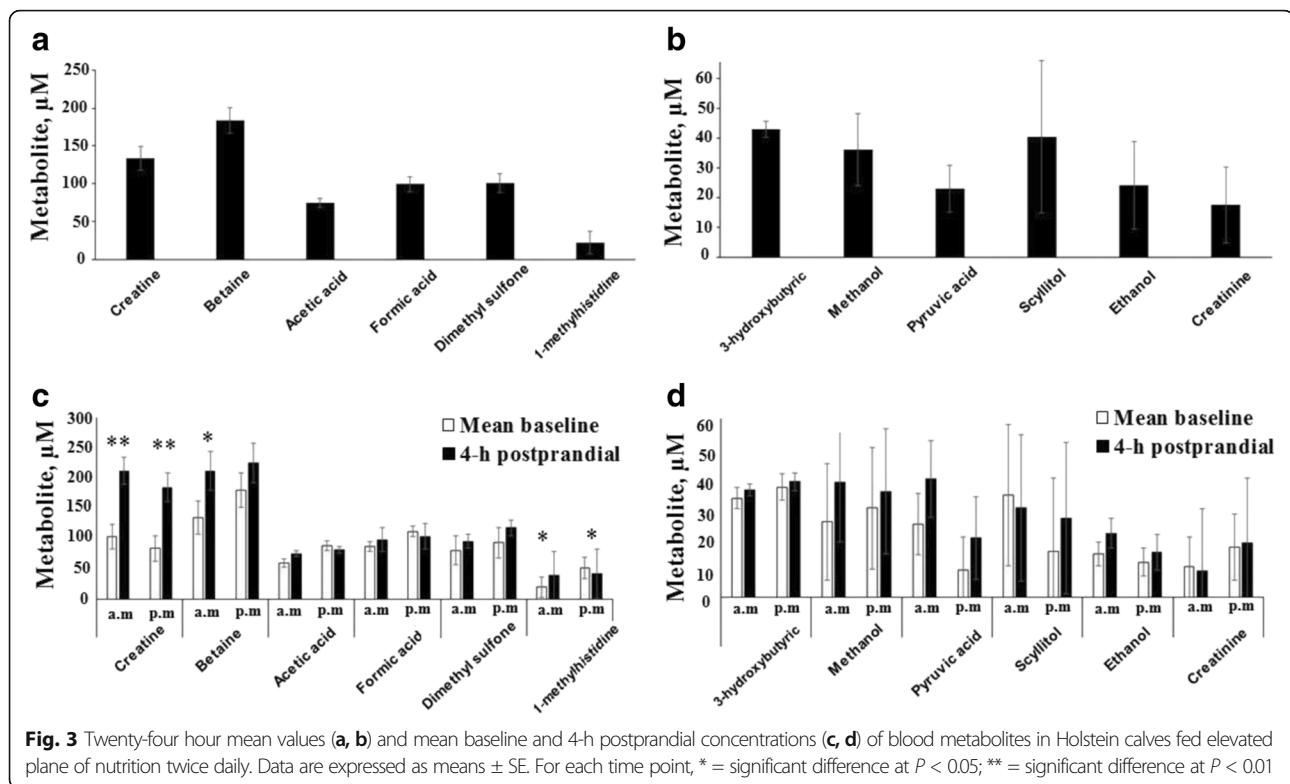 a
250
200
150
100
50
0
Metabolite, µM
Creatine
Betaine
Acetic acid
Formic acid
Dimethyl sulfone
1-methylhistidine
b
60
50
40
30
20
10
0
Metabolite, µM
3-hydroxybutyric
Methanol
Pyruvic acid
Scyllitol
Ethanol
Creatinine
c
300
250
200
150
100
50
0
Metabolite, µM
Mean baseline
4-h postprandial
** ** * * *
a.m p.m a.m p.m a.m p.m a.m p.m a.m p.m a.m p.m
Creatine
Betaine
Acetic acid
Formic acid
Dimethyl sulfone
1-methylhistidine
d
60
50
40
30
20
10
0
Metabolite, µM
Mean baseline
4-h postprandial
a.m p.m a.m p.m a.m p.m a.m p.m a.m p.m a.m p.m
3-hydroxybutyric
Methanol
Pyruvic acid
Scyllitol
Ethanol
Creatinine
Fig. 3 Twenty-four hour mean values (a, b) and mean baseline and 4-h postprandial concentrations (c, d) of blood metabolites in Holstein calves fed elevated
plane of nutrition twice daily. Data are expressed as means ± SE. For each time point, * = significant difference at P < 0.05; ** = significant difference at P < 0.01